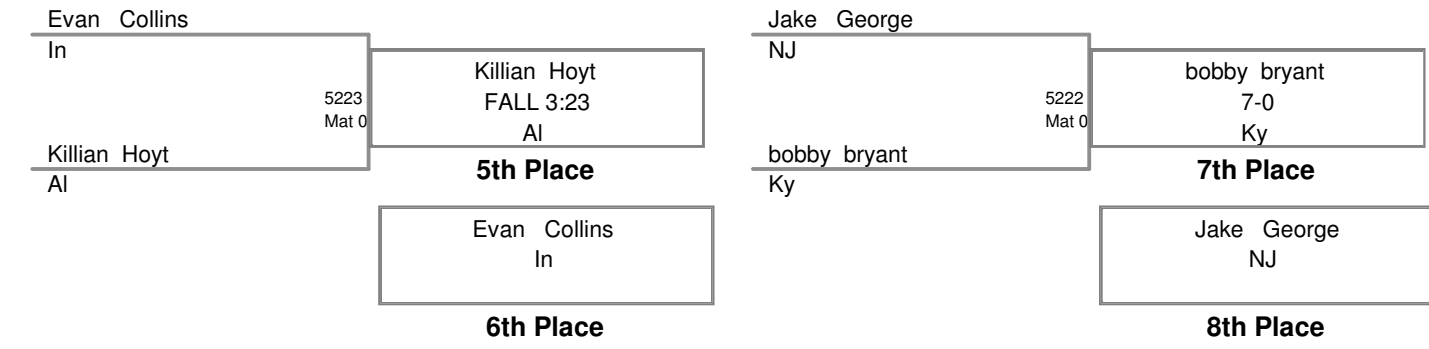 Evan Collins
In
5223
Mat 0
Killian Hoyt
Al
Killian Hoyt
FALL 3:23
Al
5th Place
Evan Collins
In
6th Place
Jake George
NJ
5222
Mat 0
bobby bryant
Ky
bobby bryant
7-0
Ky
7th Place
Jake George
NJ
8th Place